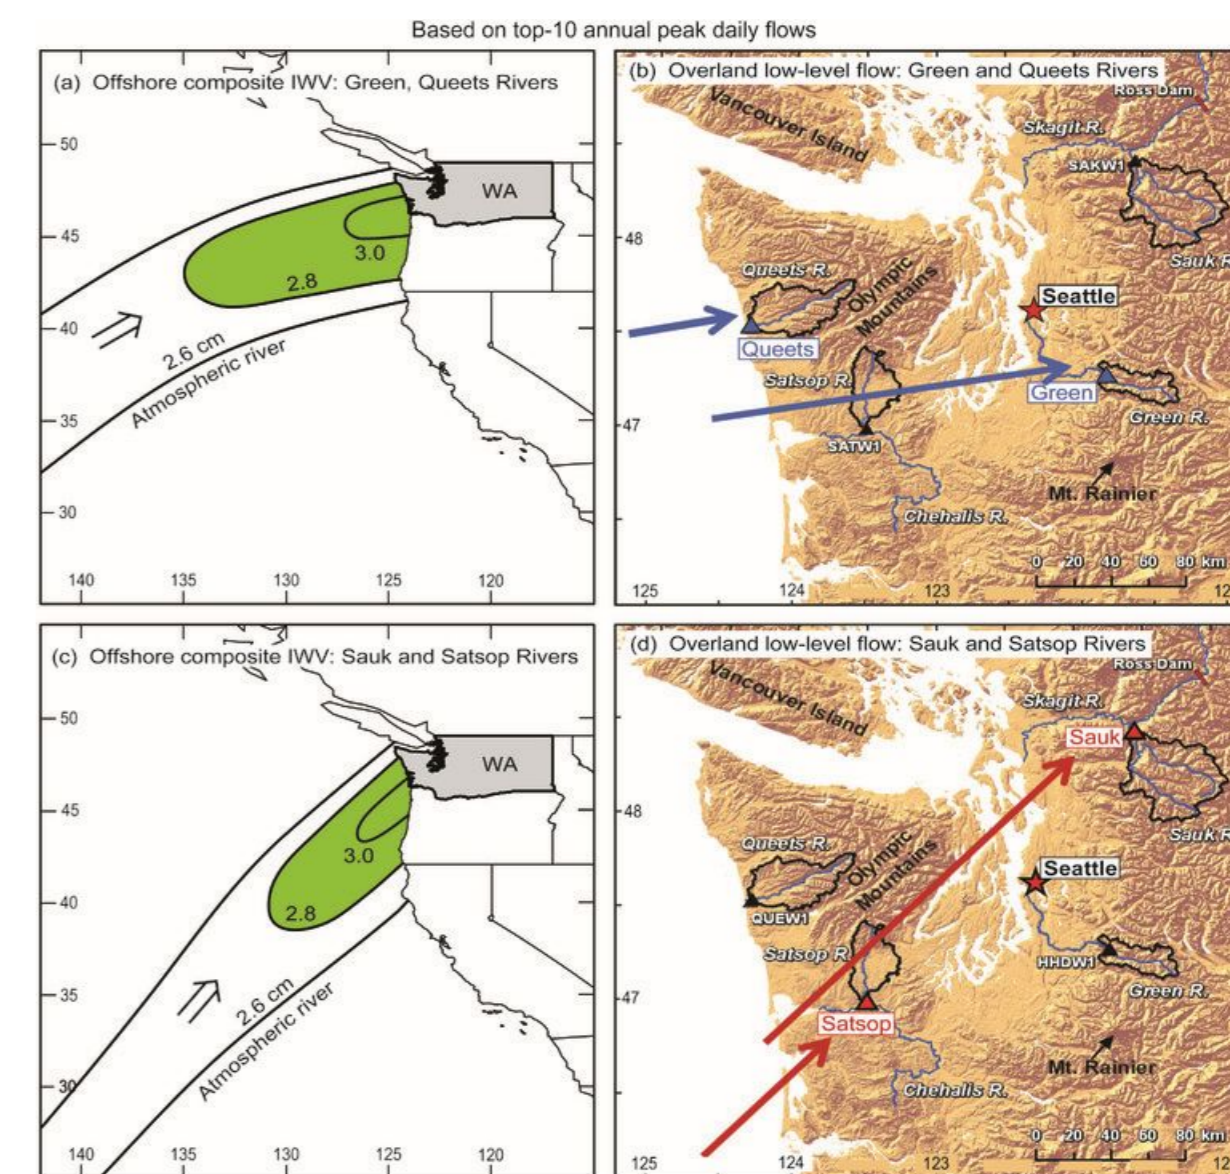 Based on top-10 annual peak daily flows
(a) Offshore composite IWV: Green, Queets Rivers
50
45
40
35
30
140
135
130
125
120
WA
3.0
2.8
2.6 cm
Atmospheric river
(b) Overland low-level flow: Green and Queets Rivers
Ross Dam
Vancouver Island
Skagit R.
SAKW1
48
Sauk R
Queets R.
Olympic
Mountains
Seattle
Queets
Satsop R.
Green
Green R.
47
SATW1
Mt. Rainier
Chehalis R.
0 20 40 60 80 km
125
124
123
12
(c) Offshore composite IWV: Sauk and Satsop Rivers
50
45
40
35
30
140
135
130
125
120
WA
3.0
2.8
2.6 cm
Atmospheric river
(d) Overland low-level flow: Sauk and Satsop Rivers
Ross Dam
Vancouver Island
Skagit R.
Sauk
48
Sauk R
Queets R.
Olympic
Mountains
Seattle
QUEW1
Satsop R.
HHDW1
Green R.
47
Satsop
Mt. Rainier
Chehalis R.
0 20 40 60 80 km
125
124
123
12